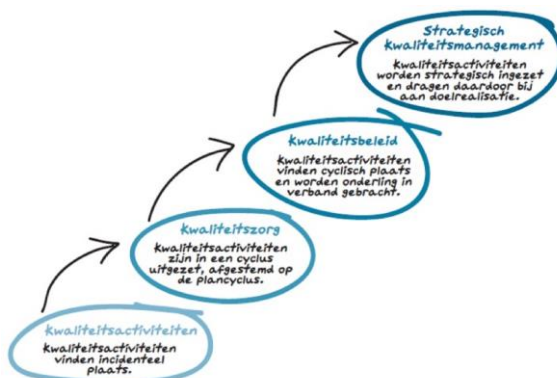 Strategisch
kwaliteitsmanagement
kwaliteitsactiviteiten
worden strategisch ingezet
en dragen daardoor bij
aan doelrealisatie.
kwaliteitsbeleid
kwaliteitsactiviteiten
vinden cyclisch plaats
en worden onderling in
verband gebracht.
kwaliteitszorg
kwaliteitsactiviteiten
zijn in een cyclus
uitgezet, afgestemd op
de plancyclus.
kwaliteitsactiviteiten
kwaliteitsactiviteiten
vinden incidenteel
plaats.